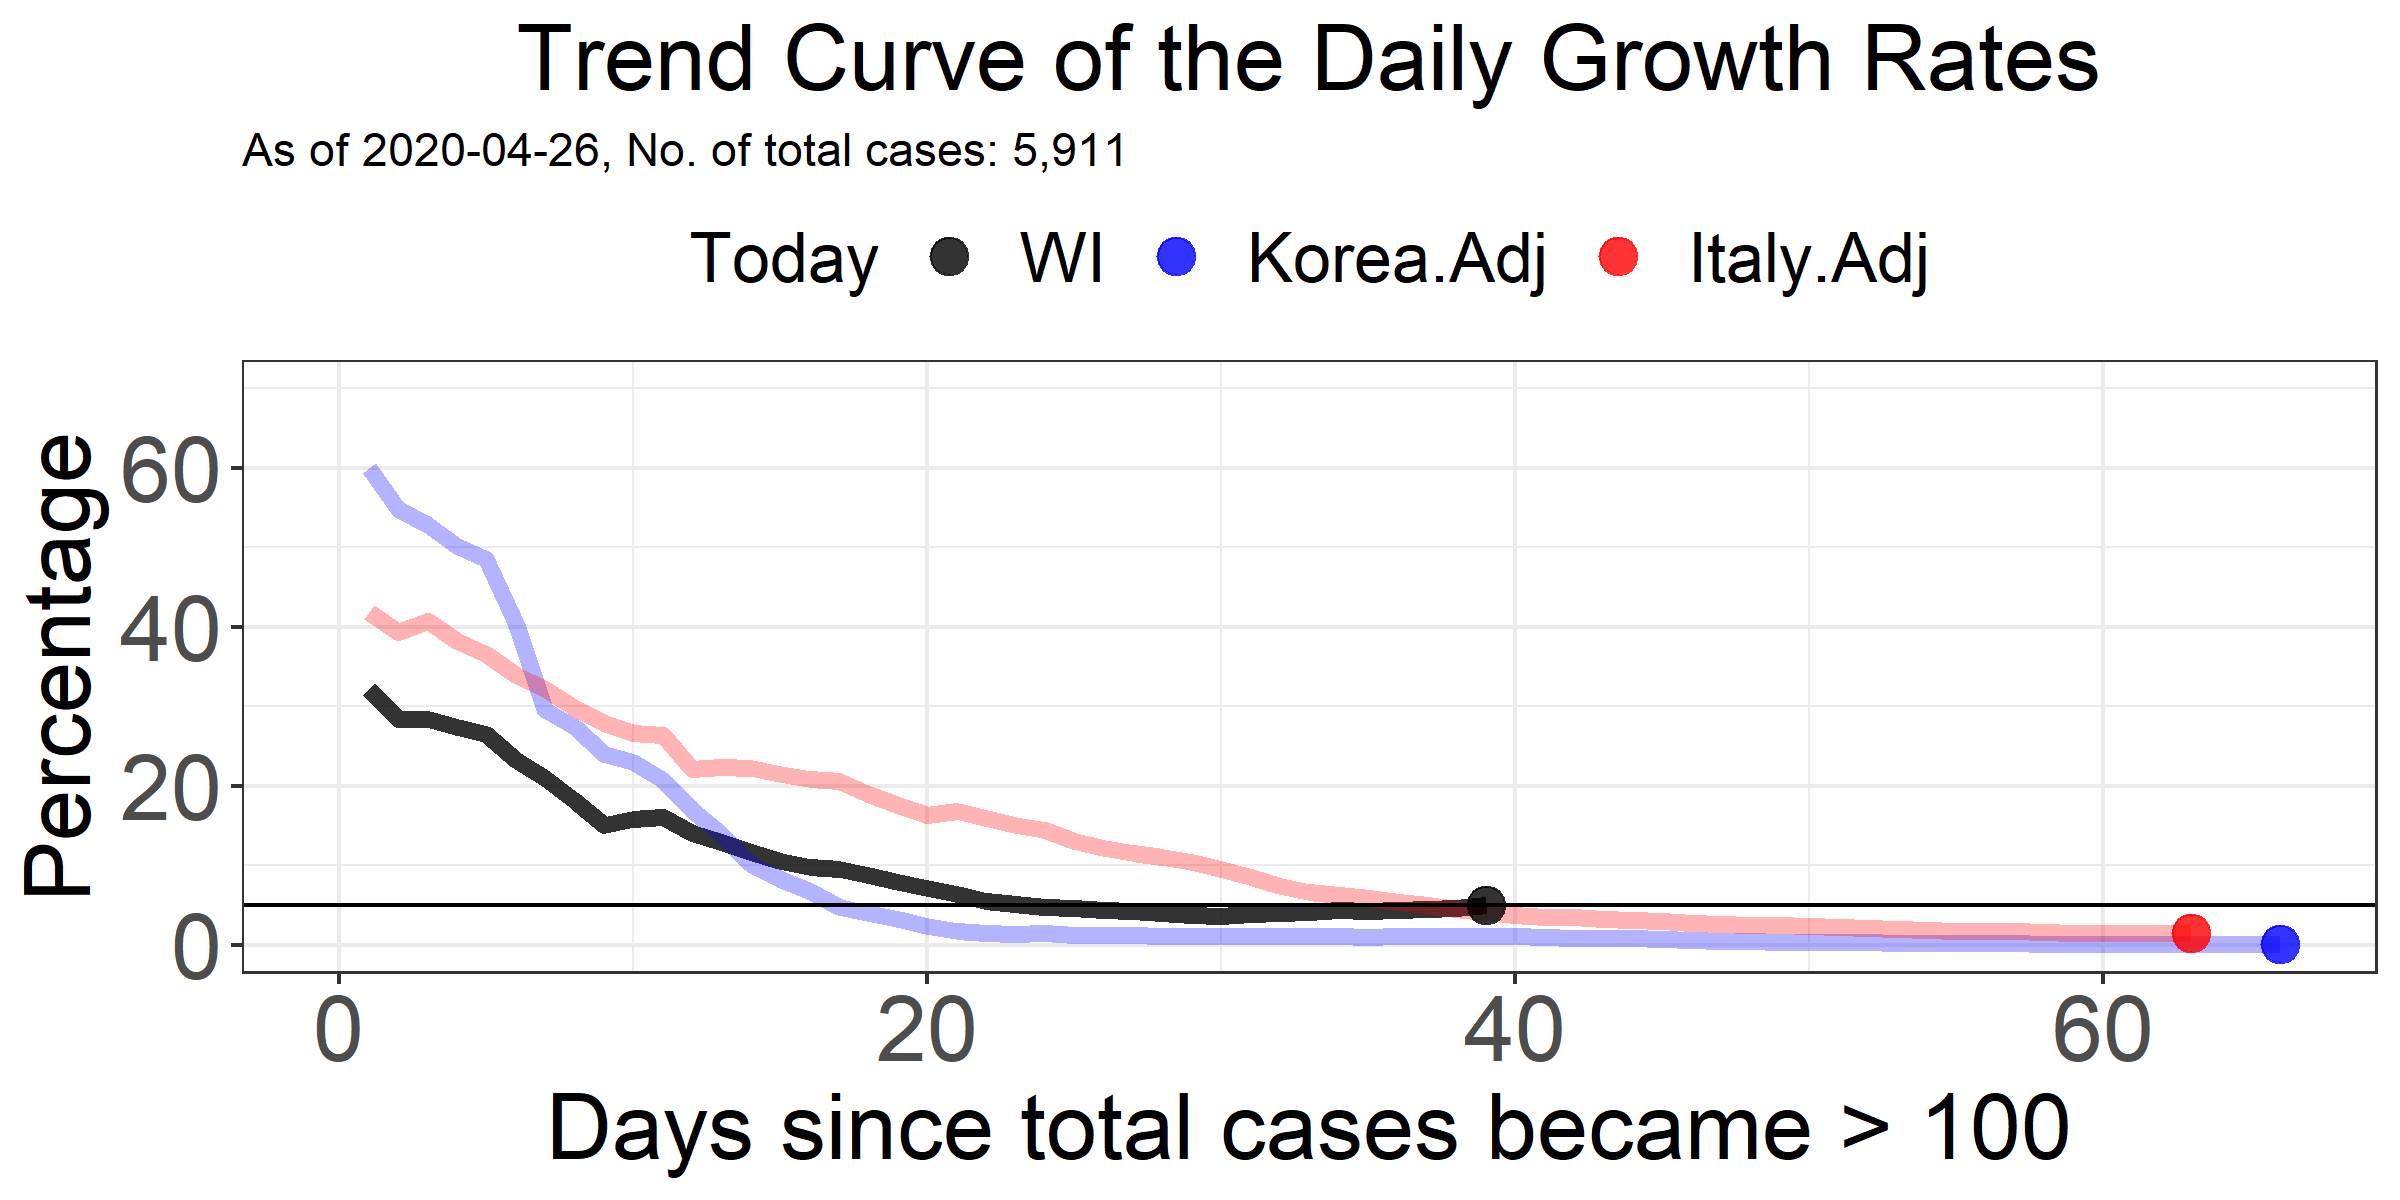 Trend Curve of the Daily Growth Rates
As of 2020-04-26, No. of total cases: 5,911
Today WI Korea.Adj Italy.Adj
Percentage
60
40
20
0
0 20 40 60
Days since total cases became > 100